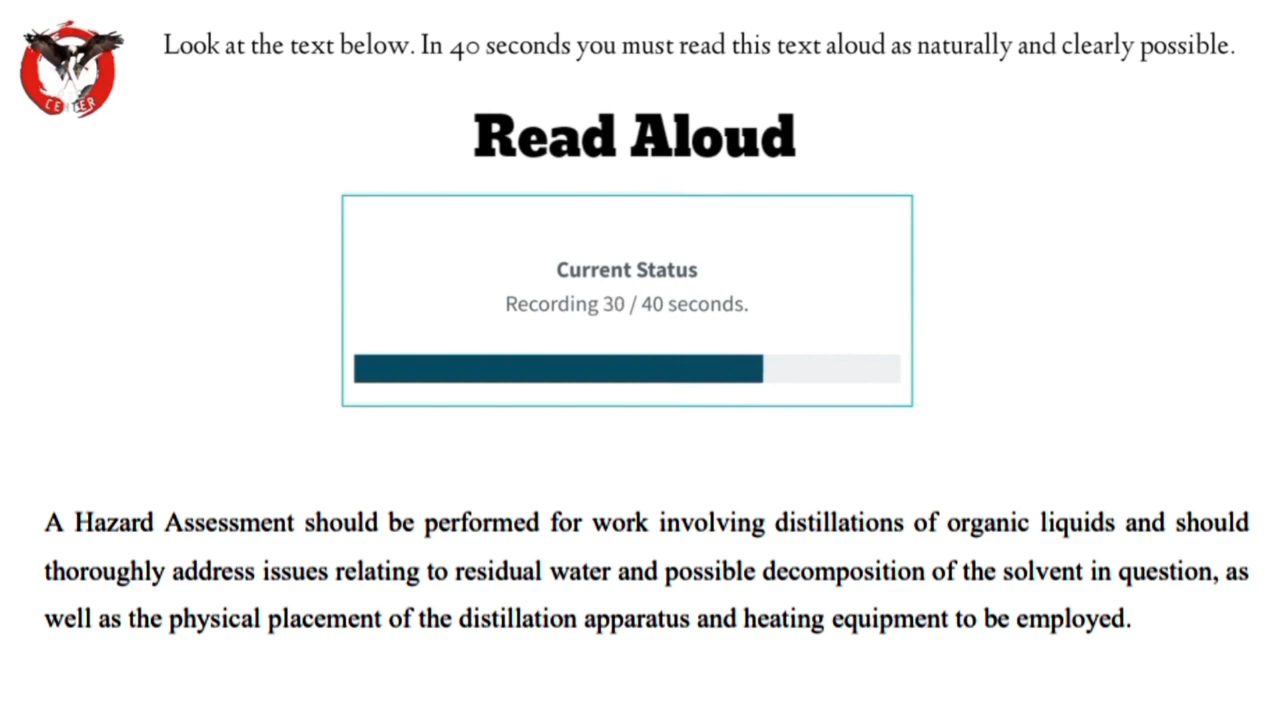 CENTER
Look at the text below. In 40 seconds you must read this text aloud as naturally and clearly possible.
Read Aloud
Current Status
Recording 30 / 40 seconds.
A Hazard Assessment should be performed for work involving distillations of organic liquids and should
thoroughly address issues relating to residual water and possible decomposition of the solvent in question, as
well as the physical placement of the distillation apparatus and heating equipment to be employed.